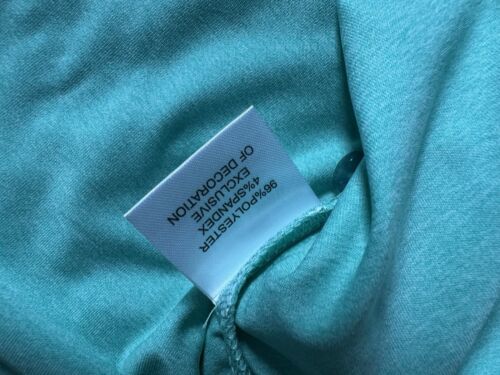 96%POLYESTER
4%SPANDEX
EXCLUSIVE
OF DECORATION